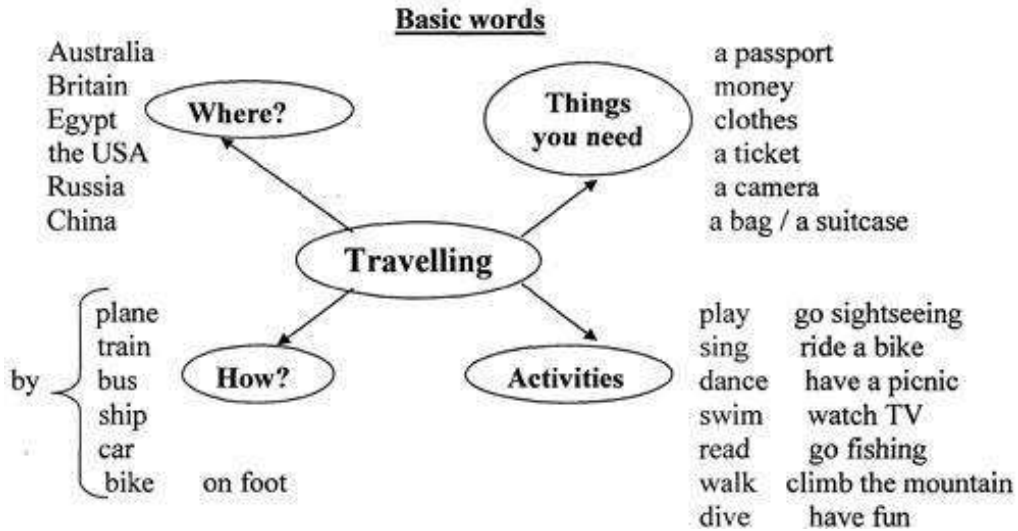 Basic words
Australia
Britain
Egypt
the USA
Russia
China
Where?
Things
you need
a passport
money
clothes
a ticket
a camera
a bag / a suitcase
Travelling
by
plane
train
bus
ship
car
bike on foot
How?
Activities
play go sightseeing
sing ride a bike
dance have a picnic
swim watch TV
read go fishing
walk climb the mountain
dive have fun